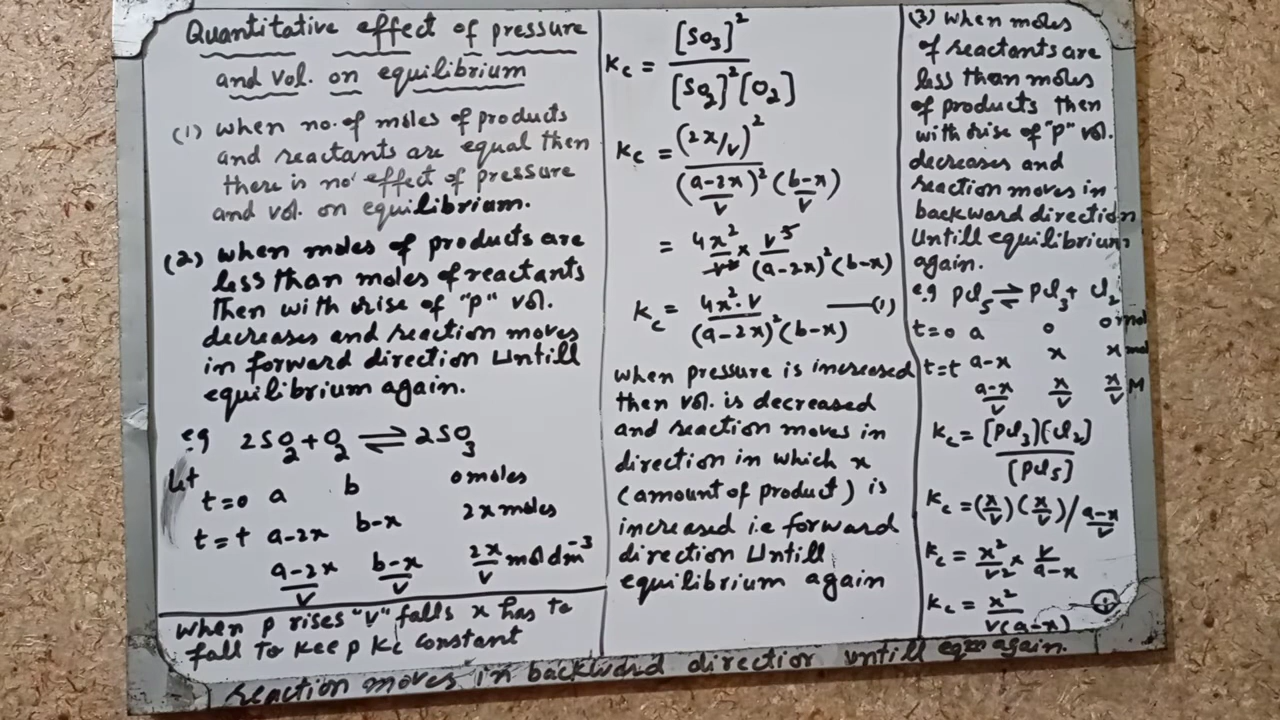 Quantitative effect of pressure
and vol. on equilibrium
(1) when no. of moles of products
and reactants are equal then
there is no effect of pressure
and vol. on equilibrium.
(2) when moles of products are
less than moles of reactants
Then with rise of "p" vol.
decreases and reaction moves
in forward direction Untill
equilibrium again.
eg 2SO2 + O2 ⇌ 2SO3
Let
t=0 a b 0 moles
t=t a-2x b-x 2x moles
a-2x/V b-x/V 2x/V mol dm^-3
when p rises "V" falls x has to
fall to keep Kc constant
reaction moves in backward direction untill eqm again.
Kc = [SO3]^2 / [SO2]^2 [O2]
Kc = (2x/V)^2 / (a-2x/V)^2 (b-x/V)
= 4x^2/V^2 × V^3/(a-2x)^2 (b-x)
Kc = 4x^2·V / (a-2x)^2 (b-x) —(1)
when pressure is increased
then vol. is decreased
and reaction moves in
direction in which x
(amount of product) is
increased i.e forward
direction Untill
equilibrium again
(3) when moles
of reactants are
less than moles
of products then
with rise of "p" vol.
decreases and
reaction moves in
backward direction
Untill equilibrium
again.
e.g PCl5 ⇌ PCl3 + Cl2
t=0 a 0 0 mol
t=t a-x x x mol
a-x/V x/V x/V M
Kc = [PCl3][Cl2] / [PCl5]
Kc = (x/V) (x/V) / a-x/V
Kc = x^2/V^2 × V/a-x
Kc = x^2 / V(a-x)